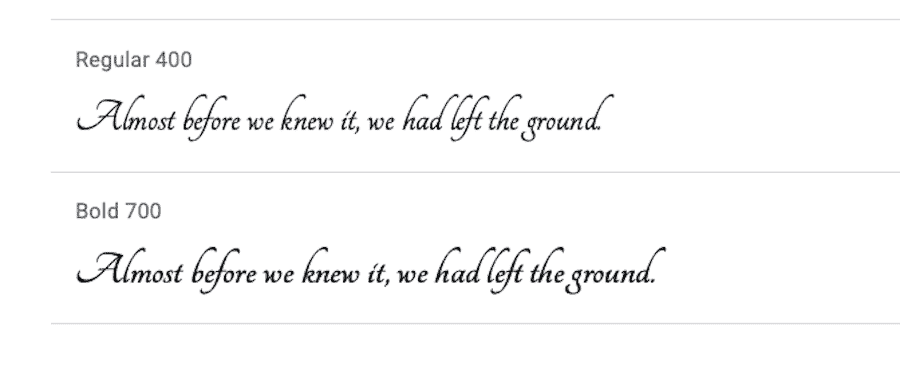 Regular 400
Almost before we knew it, we had left the ground.
Bold 700
Almost before we knew it, we had left the ground.